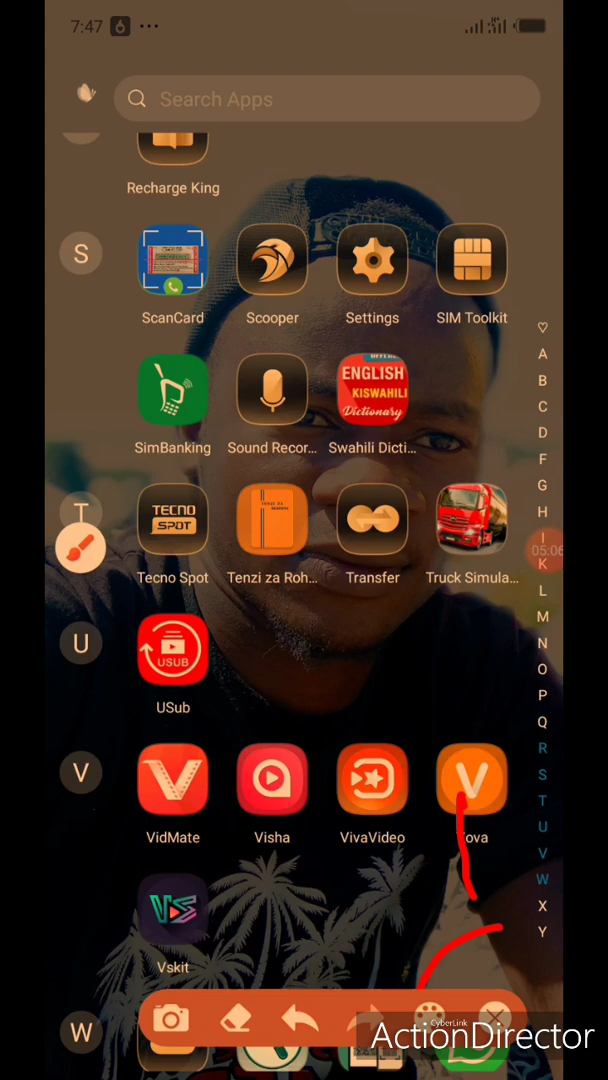 7:47
Search Apps
Recharge King
S
ScanCard
Scooper
Settings
SIM Toolkit
ENGLISH
KISWAHILI
Dictionary
SimBanking
Sound Recor...
Swahili Dicti...
T
TECNO
SPOT
Tecno Spot
Tenzi za Roh...
Transfer
Truck Simula...
U
USUB
USub
V
VidMate
Visha
VivaVideo
V
VS
Vskit
W
A
B
C
D
F
G
H
I
K
L
M
N
O
P
Q
R
S
T
U
V
W
X
Y
05:06
CyberLink
ActionDirector